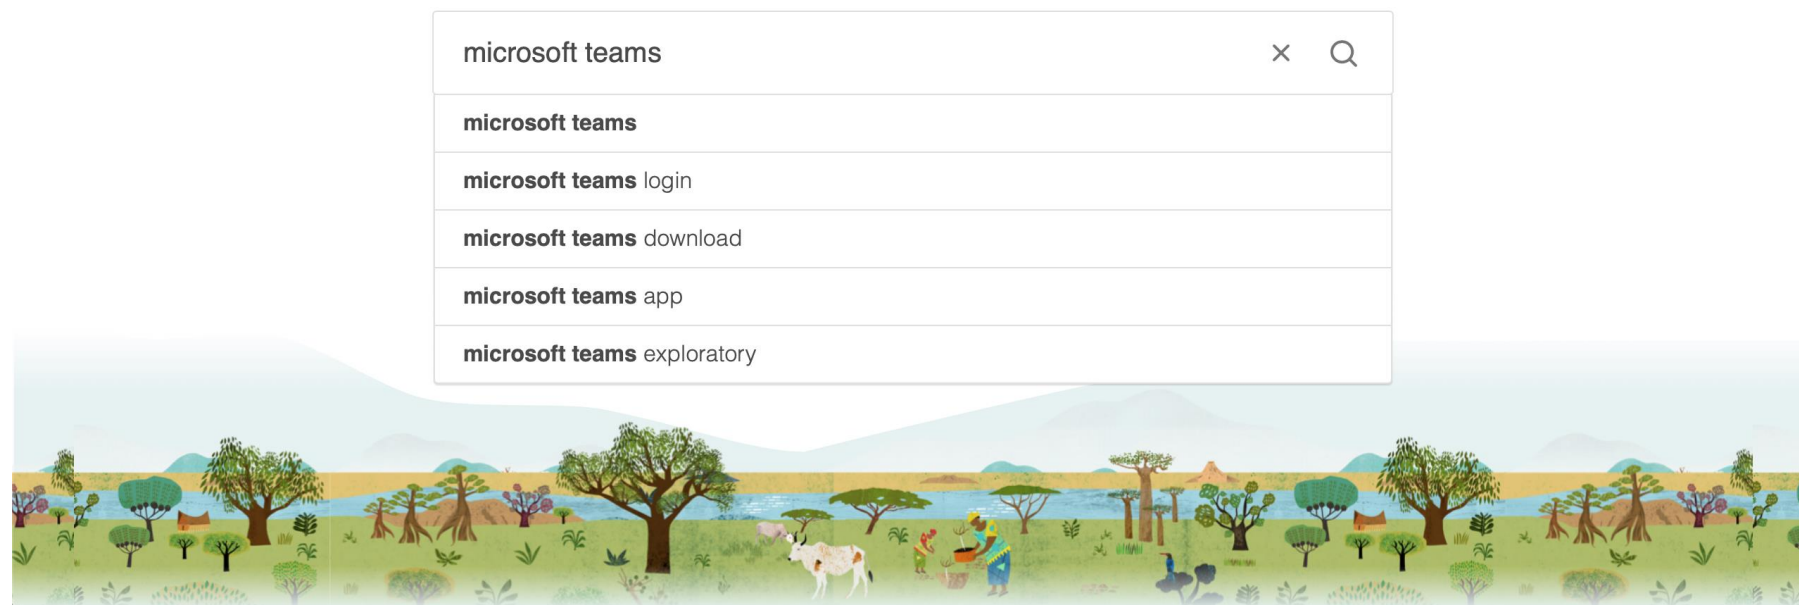 microsoft teams
microsoft teams
microsoft teams login
microsoft teams download
microsoft teams app
microsoft teams exploratory